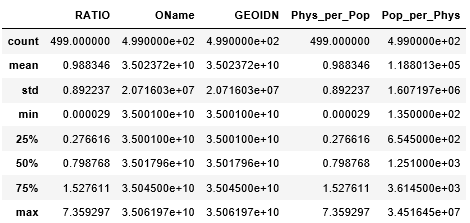 RATIO OName GEOIDN Phys_per_Pop Pop_per_Phys
count 499.000000 4.990000e+02 4.990000e+02 499.000000 4.990000e+02
mean 0.988346 3.502372e+10 3.502372e+10 0.988346 1.188013e+05
std 0.892237 2.071603e+07 2.071603e+07 0.892237 1.607197e+06
min 0.000029 3.500100e+10 3.500100e+10 0.000029 1.350000e+02
25% 0.276616 3.500100e+10 3.500100e+10 0.276616 6.545000e+02
50% 0.798768 3.501796e+10 3.501796e+10 0.798768 1.251000e+03
75% 1.527611 3.504500e+10 3.504500e+10 1.527611 3.614500e+03
max 7.359297 3.506197e+10 3.506197e+10 7.359297 3.451645e+07